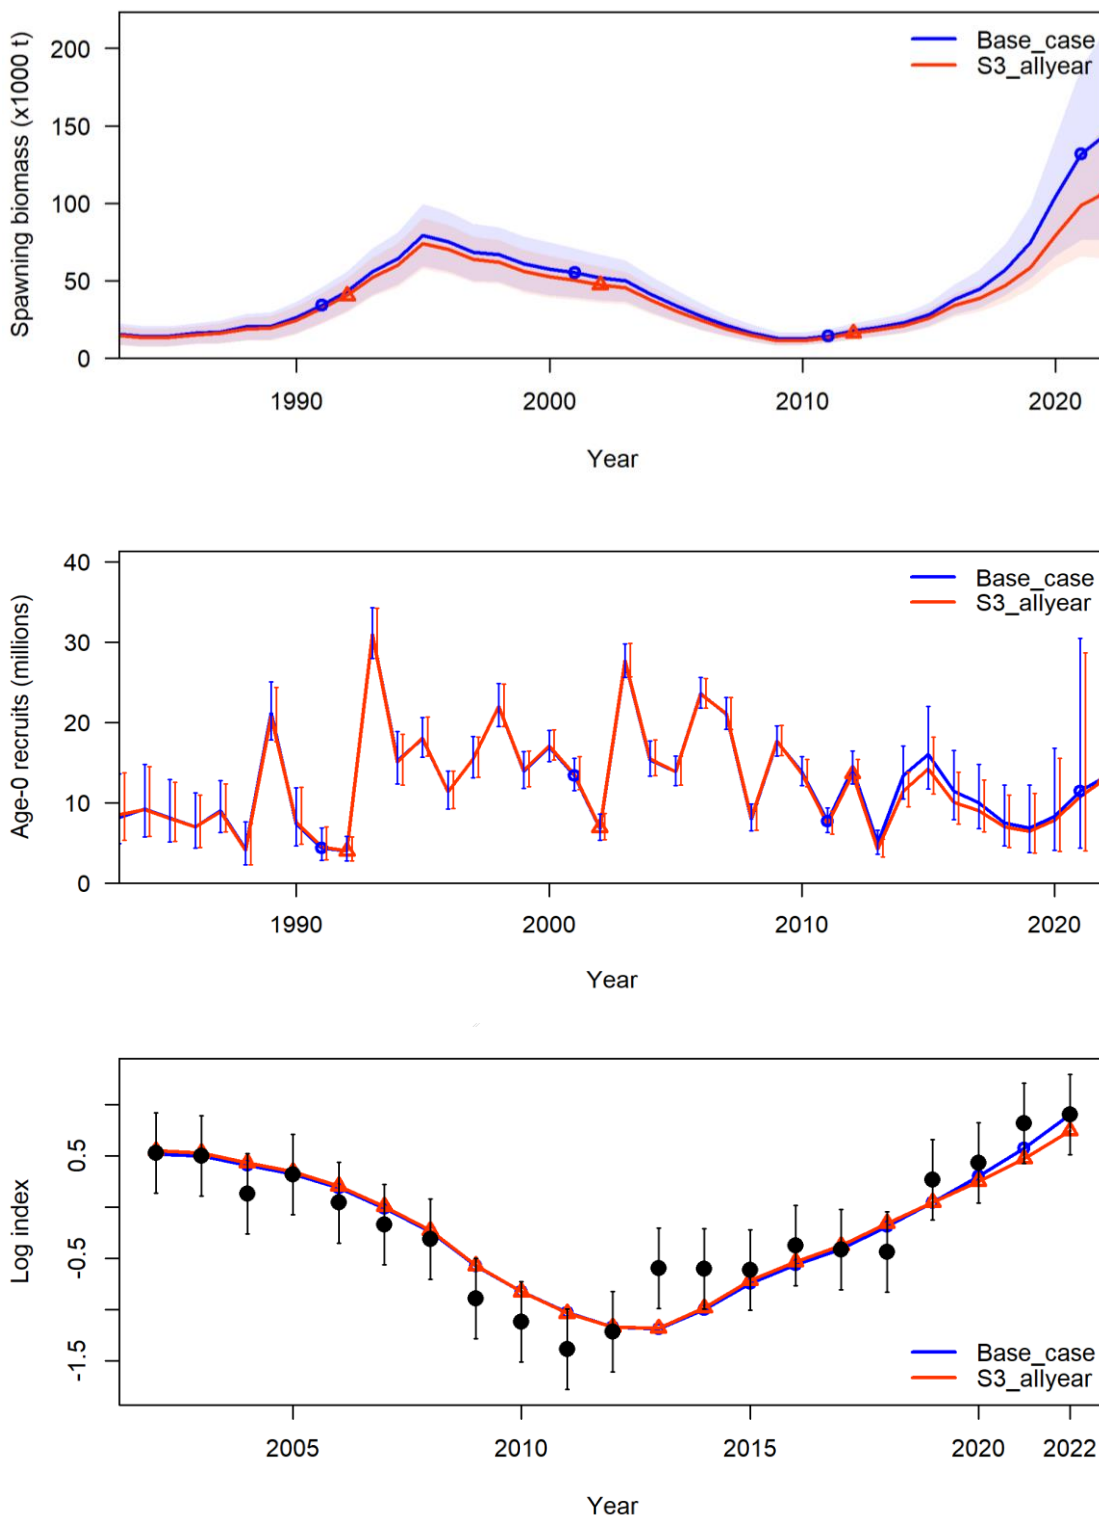 Spawning biomass (x1000 t)
200
150
100
50
0
Base_case
S3_allyear
1990 2000 2010 2020
Year
Age-0 recruits (millions)
40
30
20
10
0
Base_case
S3_allyear
1990 2000 2010 2020
Year
Log index
0.5
-0.5
-1.5
Base_case
S3_allyear
2005 2010 2015 2020 2022
Year